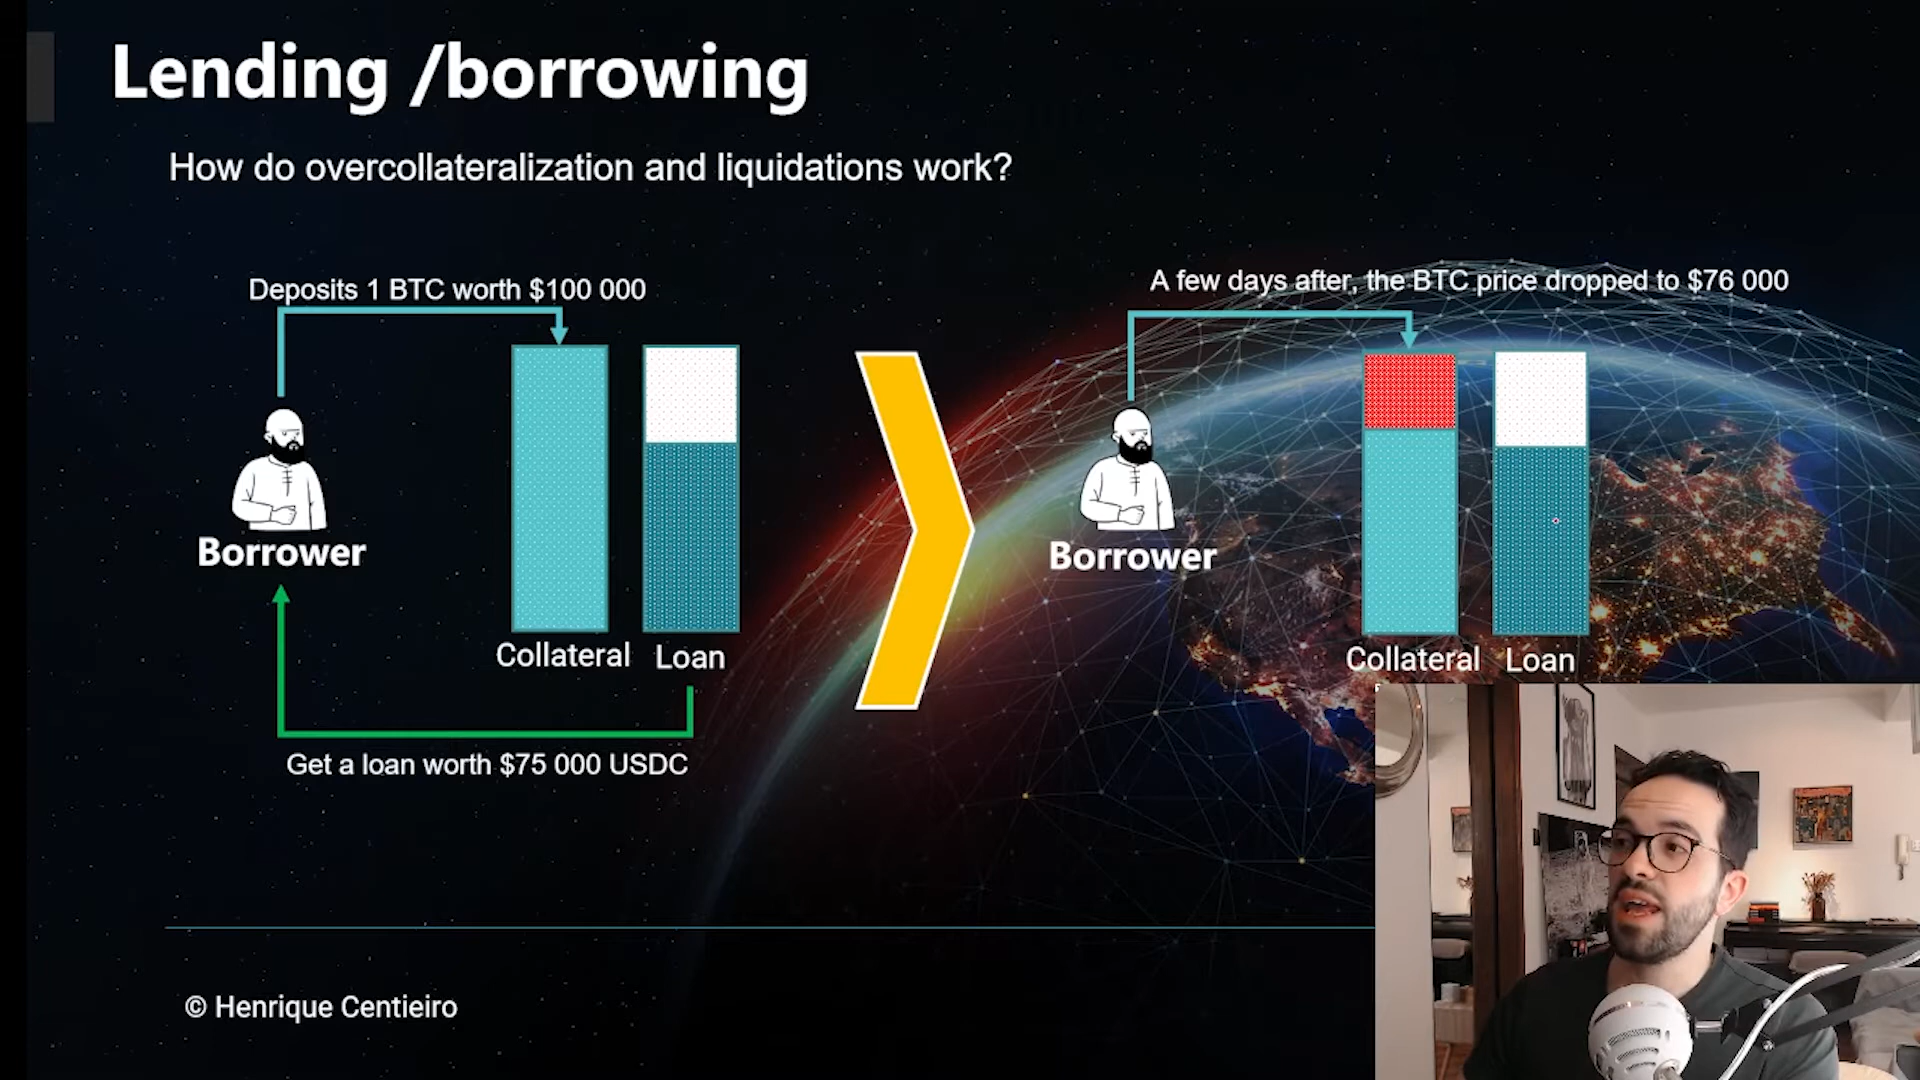 Lending /borrowing
How do overcollateralization and liquidations work?
Deposits 1 BTC worth $100 000
A few days after, the BTC price dropped to $76 000
Borrower
Borrower
Collateral
Loan
Collateral
Loan
Get a loan worth $75 000 USDC
© Henrique Centieiro